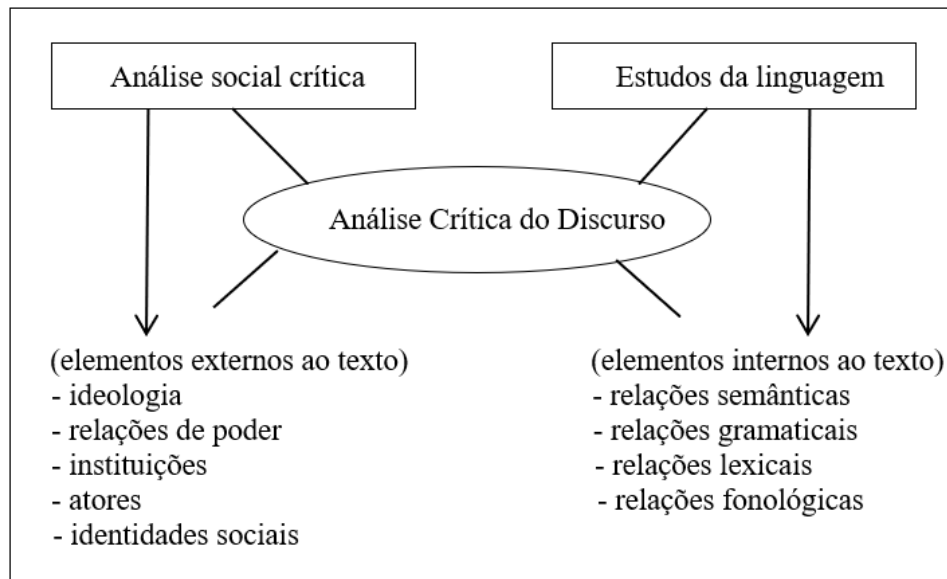 Análise social crítica
Estudos da linguagem
Análise Crítica do Discurso
(elementos externos ao texto)
- ideologia
- relações de poder
- instituições
- atores
- identidades sociais
(elementos internos ao texto)
- relações semânticas
- relações gramaticais
- relações lexicais
- relações fonológicas